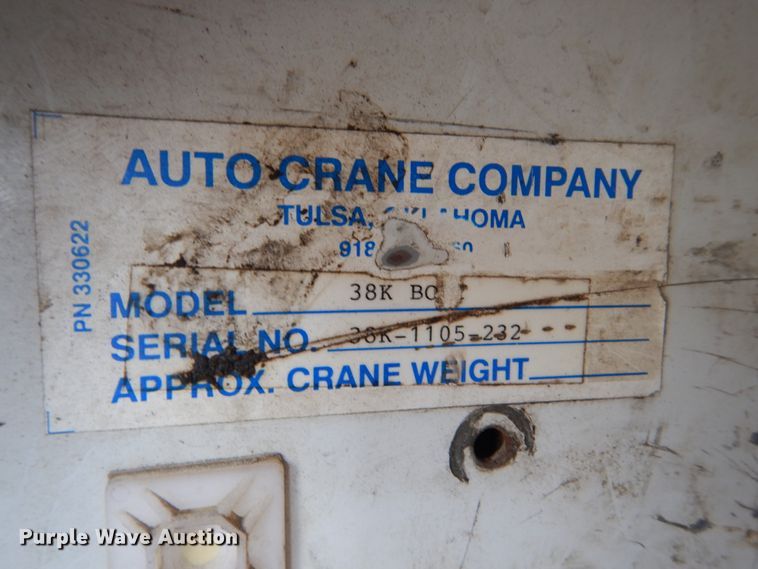 AUTO CRANE COMPANY
TULSA, OKLAHOMA
918
PN 330622
MODEL 38K
SERIAL NO. 38K-1105-232
APPROX. CRANE WEIGHT
Purple Wave Auction